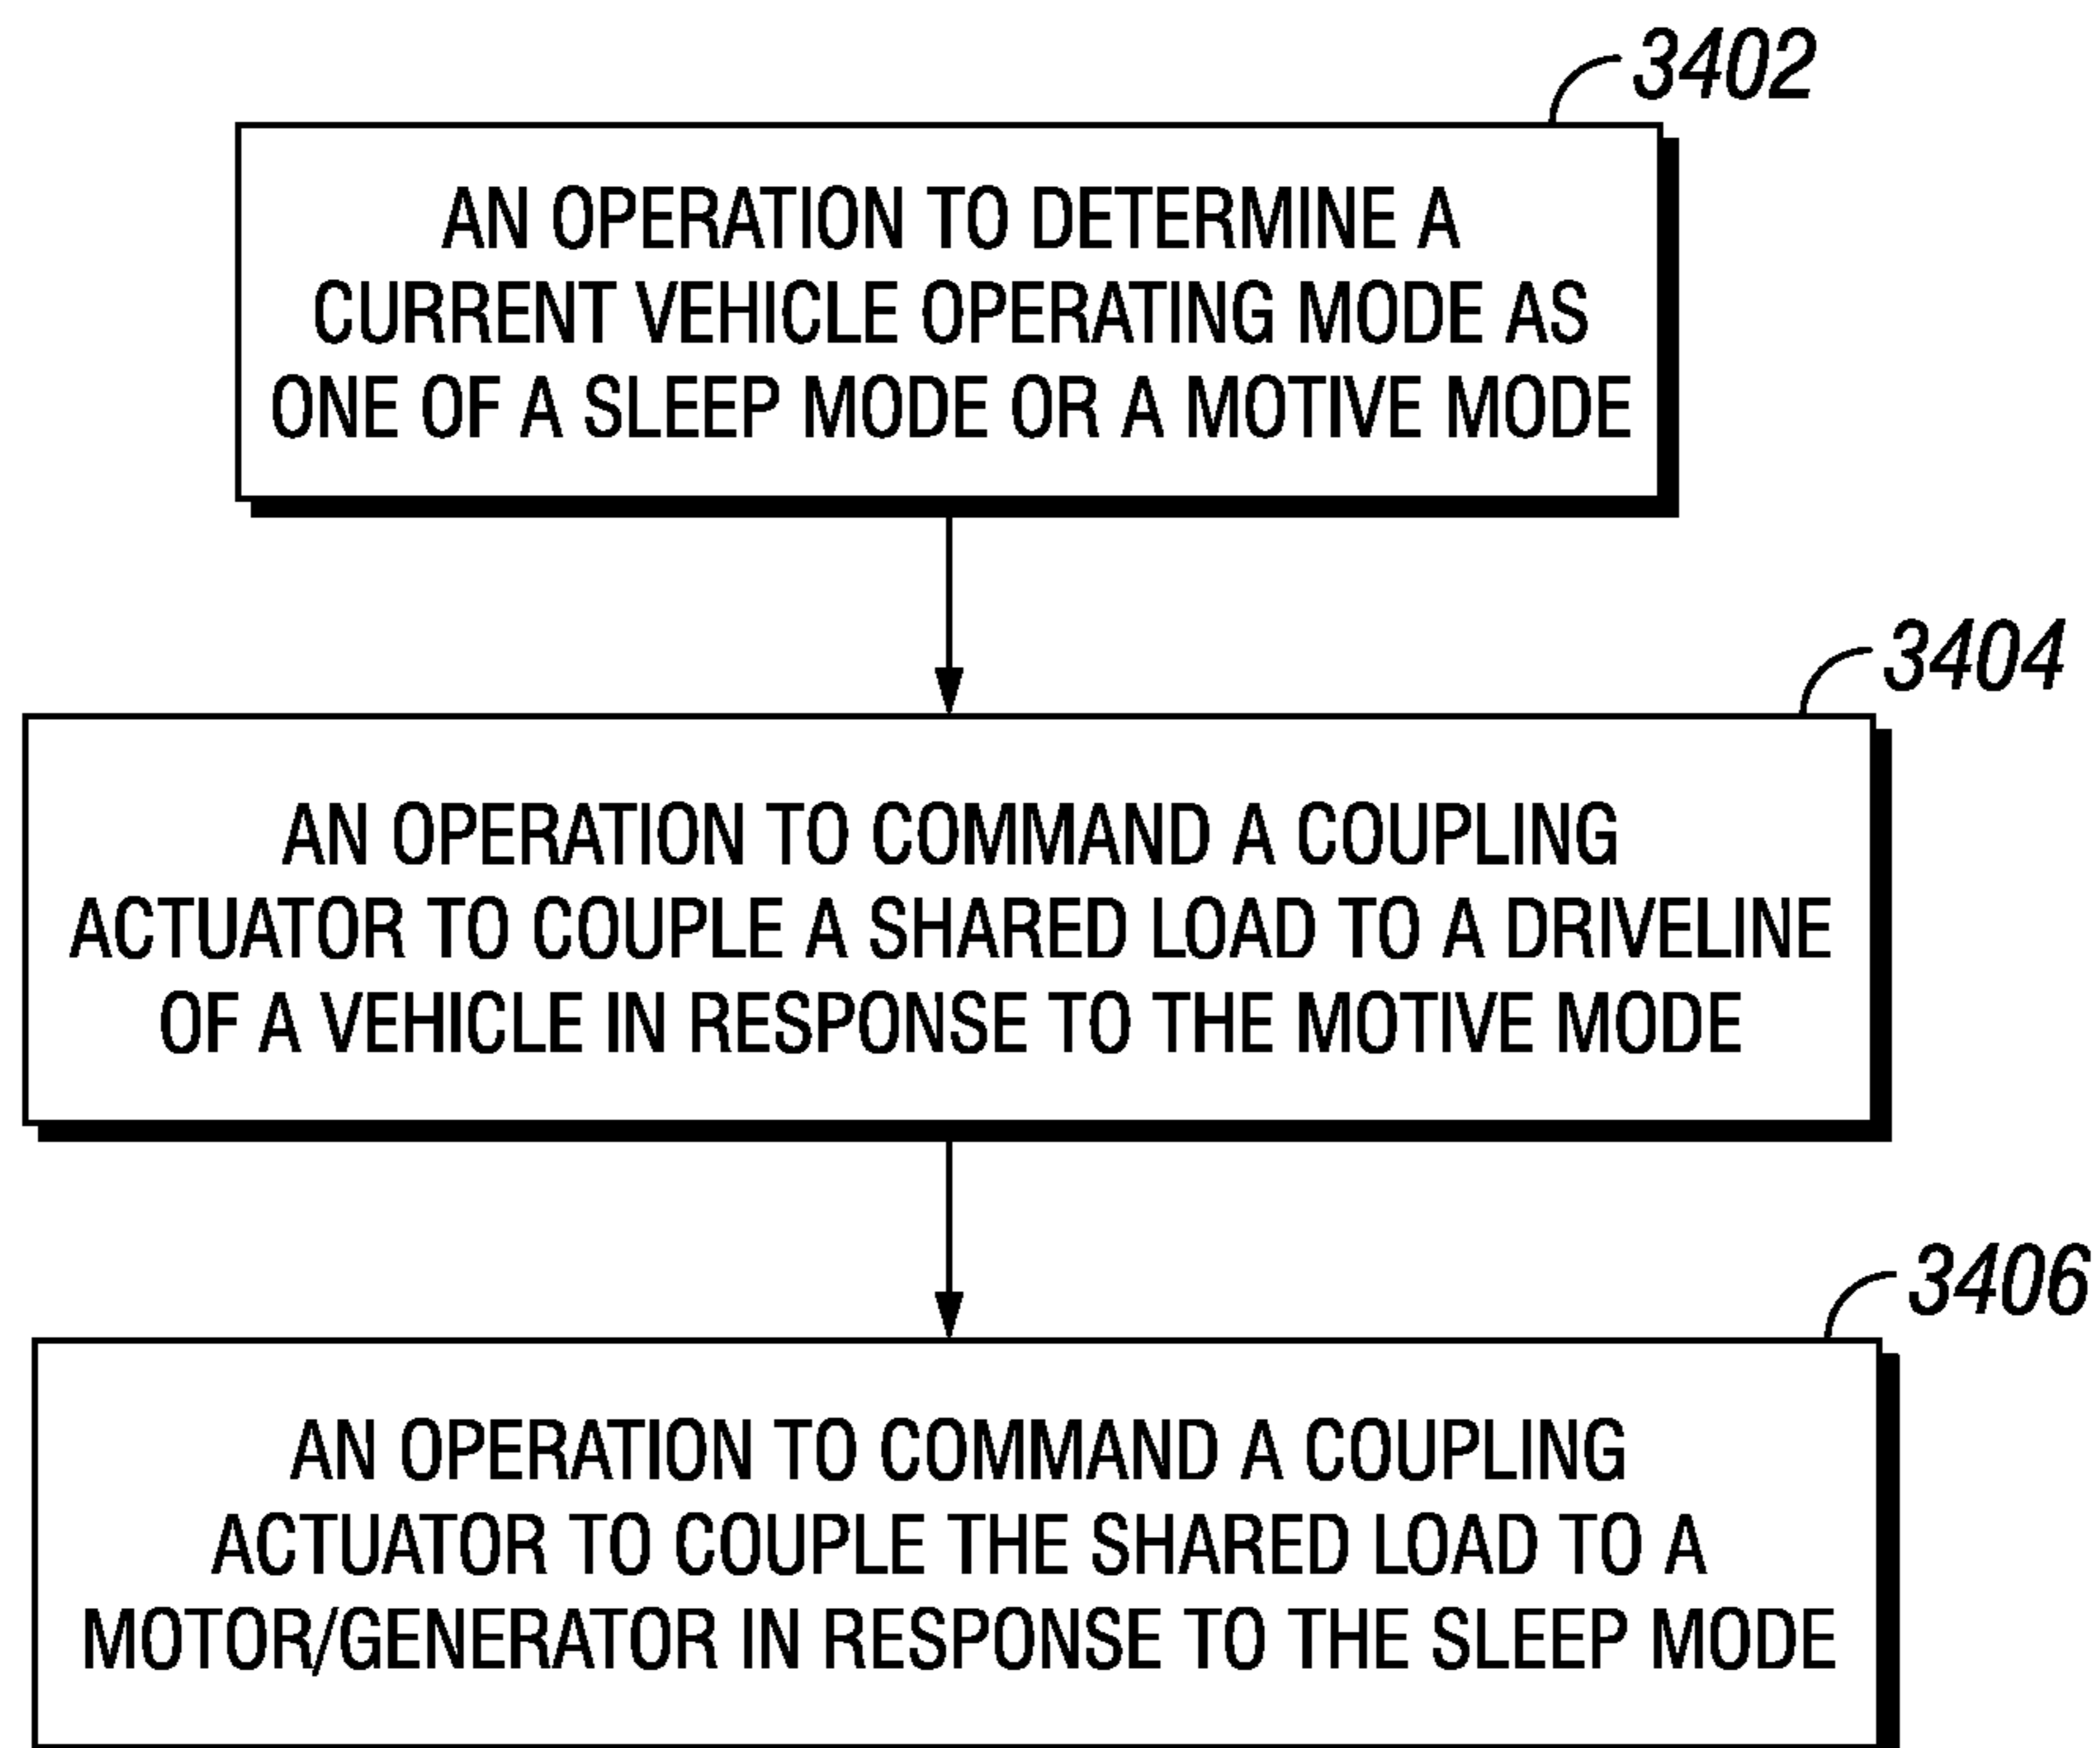 3402
AN OPERATION TO DETERMINE A
CURRENT VEHICLE OPERATING MODE AS
ONE OF A SLEEP MODE OR A MOTIVE MODE
3404
AN OPERATION TO COMMAND A COUPLING
ACTUATOR TO COUPLE A SHARED LOAD TO A DRIVELINE
OF A VEHICLE IN RESPONSE TO THE MOTIVE MODE
3406
AN OPERATION TO COMMAND A COUPLING
ACTUATOR TO COUPLE THE SHARED LOAD TO A
MOTOR/GENERATOR IN RESPONSE TO THE SLEEP MODE